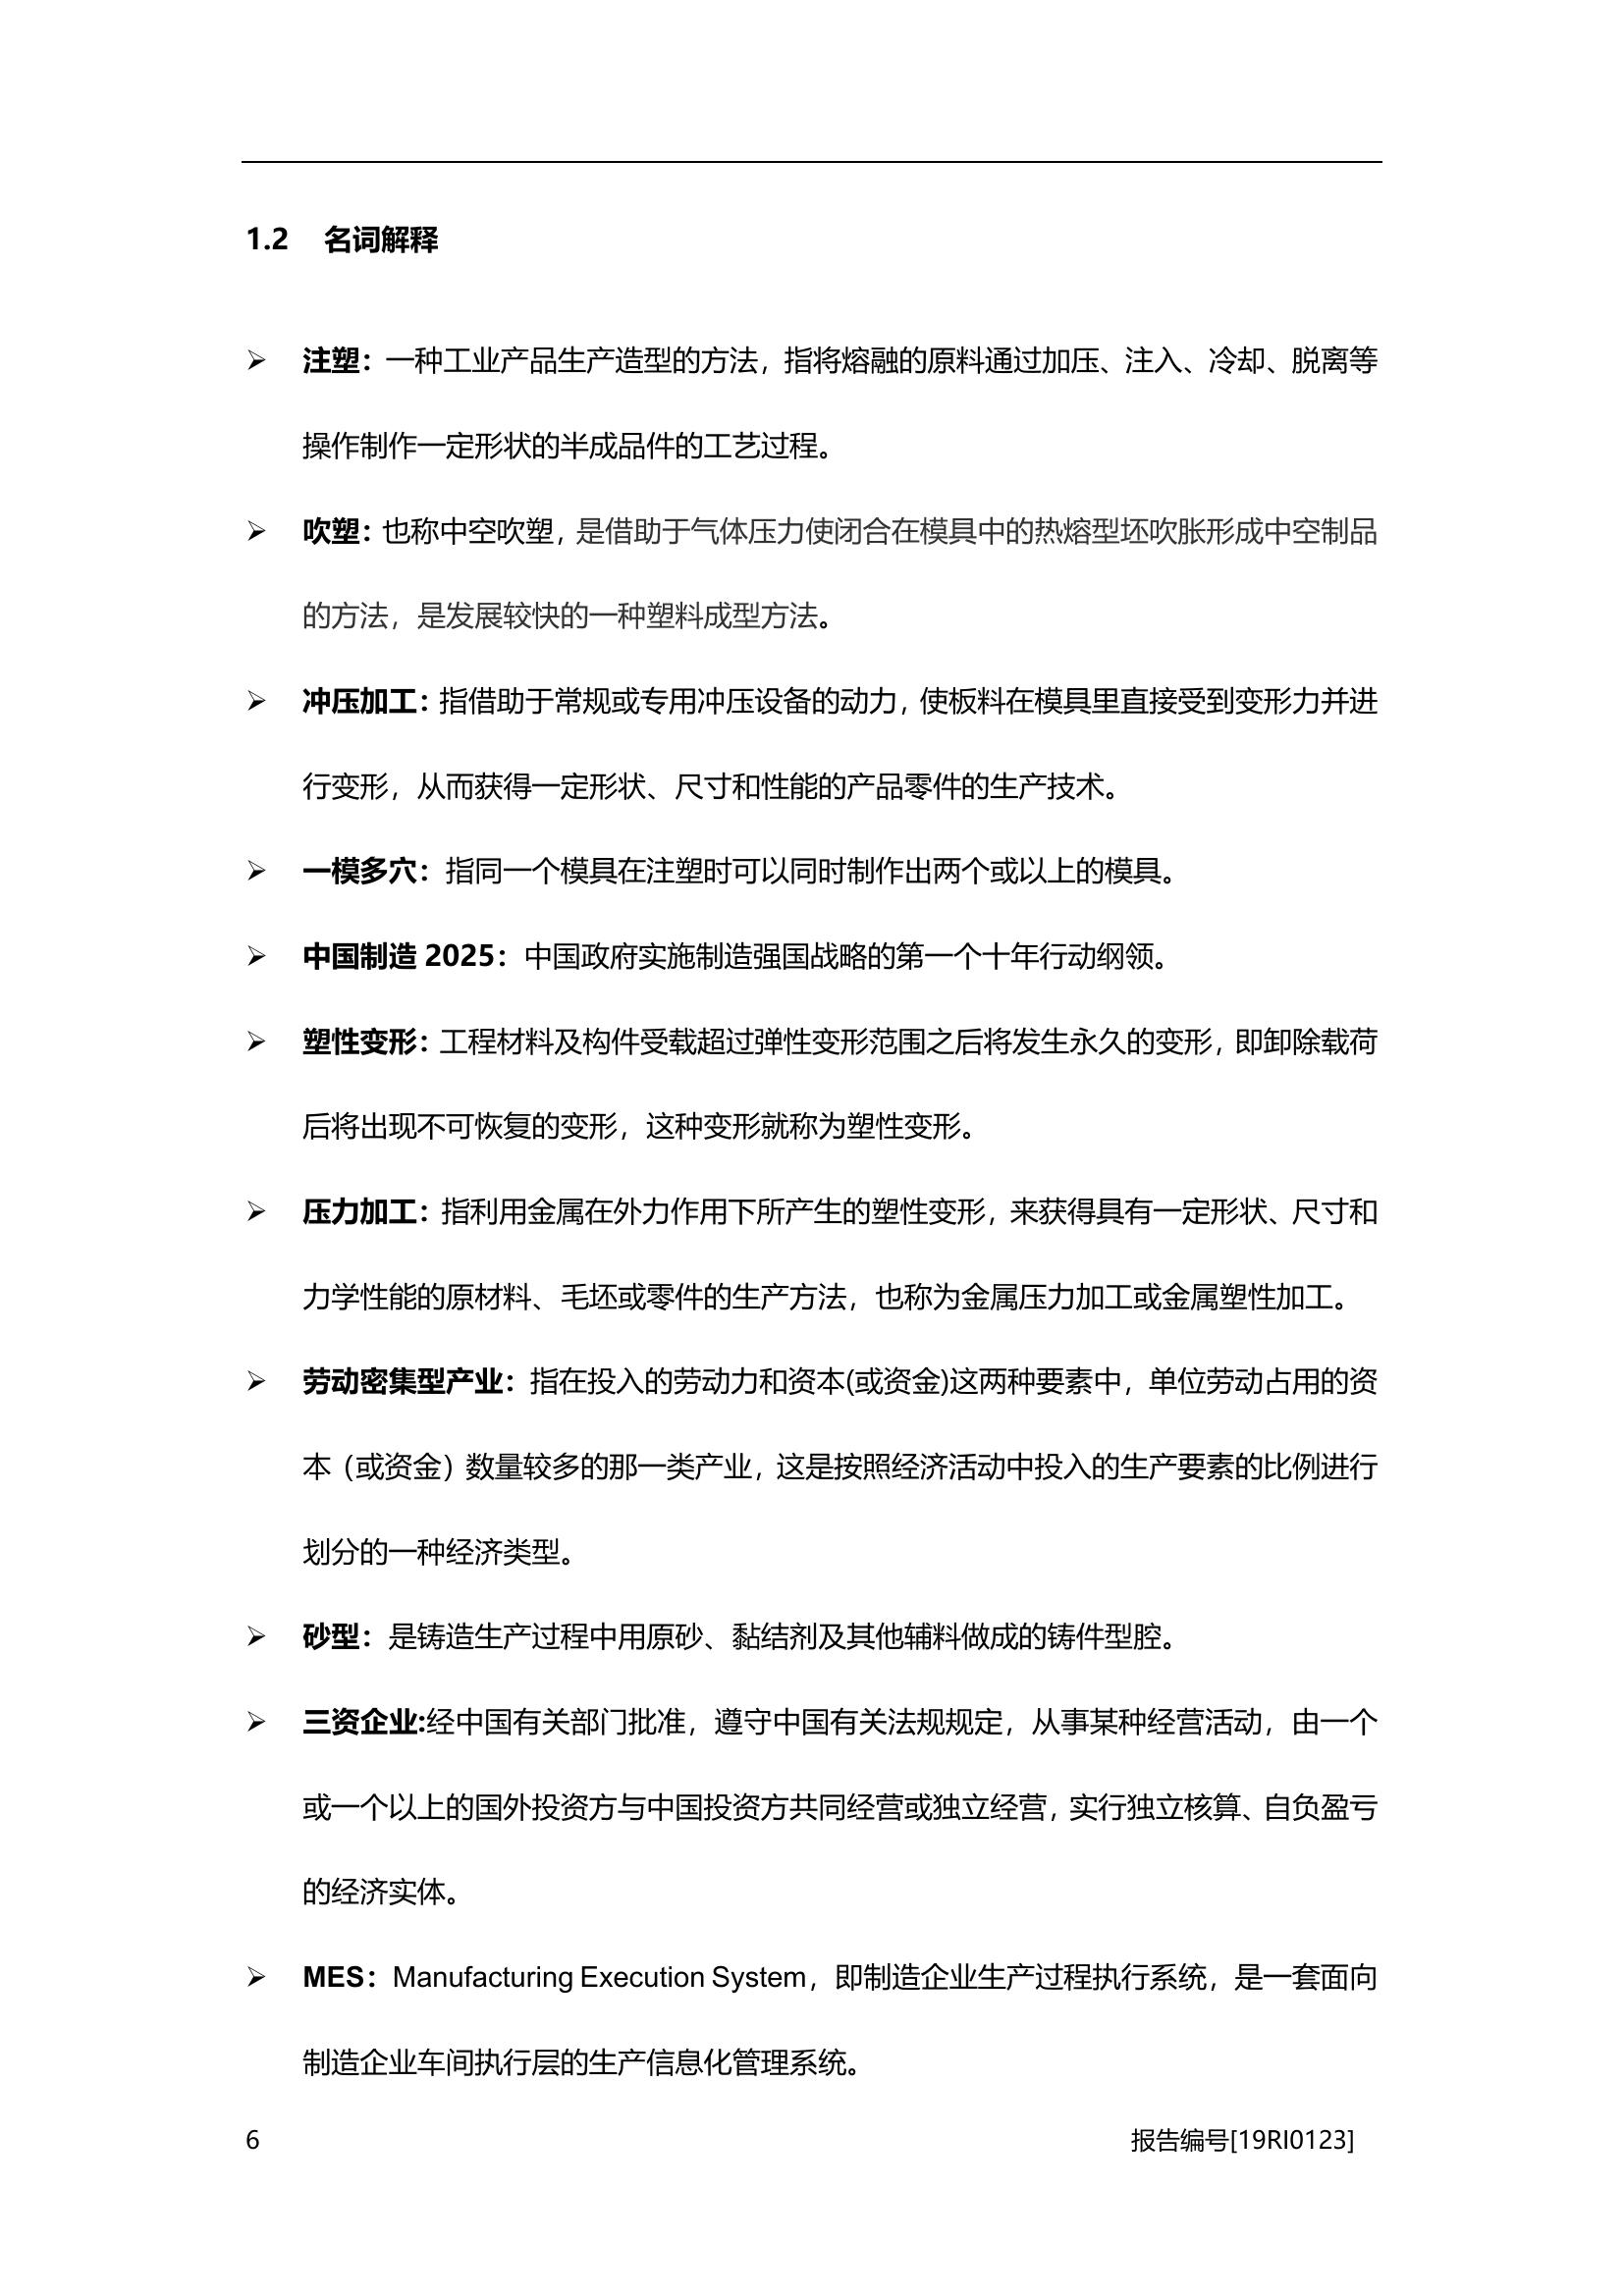 1.2 名词解释
➢ 注塑：一种工业产品生产造型的方法，指将熔融的原料通过加压、注入、冷却、脱离等
操作制作一定形状的半成品件的工艺过程。
➢ 吹塑：也称中空吹塑，是借助于气体压力使闭合在模具中的热熔型坯吹胀形成中空制品
的方法，是发展较快的一种塑料成型方法。
➢ 冲压加工：指借助于常规或专用冲压设备的动力，使板料在模具里直接受到变形力并进
行变形，从而获得一定形状、尺寸和性能的产品零件的生产技术。
➢ 一模多穴：指同一个模具在注塑时可以同时制作出两个或以上的模具。
➢ 中国制造 2025：中国政府实施制造强国战略的第一个十年行动纲领。
➢ 塑性变形：工程材料及构件受载超过弹性变形范围之后将发生永久的变形，即卸除载荷
后将出现不可恢复的变形，这种变形就称为塑性变形。
➢ 压力加工：指利用金属在外力作用下所产生的塑性变形，来获得具有一定形状、尺寸和
力学性能的原材料、毛坯或零件的生产方法，也称为金属压力加工或金属塑性加工。
➢ 劳动密集型产业：指在投入的劳动力和资本(或资金)这两种要素中，单位劳动占用的资
本（或资金）数量较多的那一类产业，这是按照经济活动中投入的生产要素的比例进行
划分的一种经济类型。
➢ 砂型：是铸造生产过程中用原砂、黏结剂及其他辅料做成的铸件型腔。
➢ 三资企业:经中国有关部门批准，遵守中国有关法规规定，从事某种经营活动，由一个
或一个以上的国外投资方与中国投资方共同经营或独立经营，实行独立核算、自负盈亏
的经济实体。
➢ MES：Manufacturing Execution System，即制造企业生产过程执行系统，是一套面向
制造企业车间执行层的生产信息化管理系统。
6 报告编号[19RI0123]